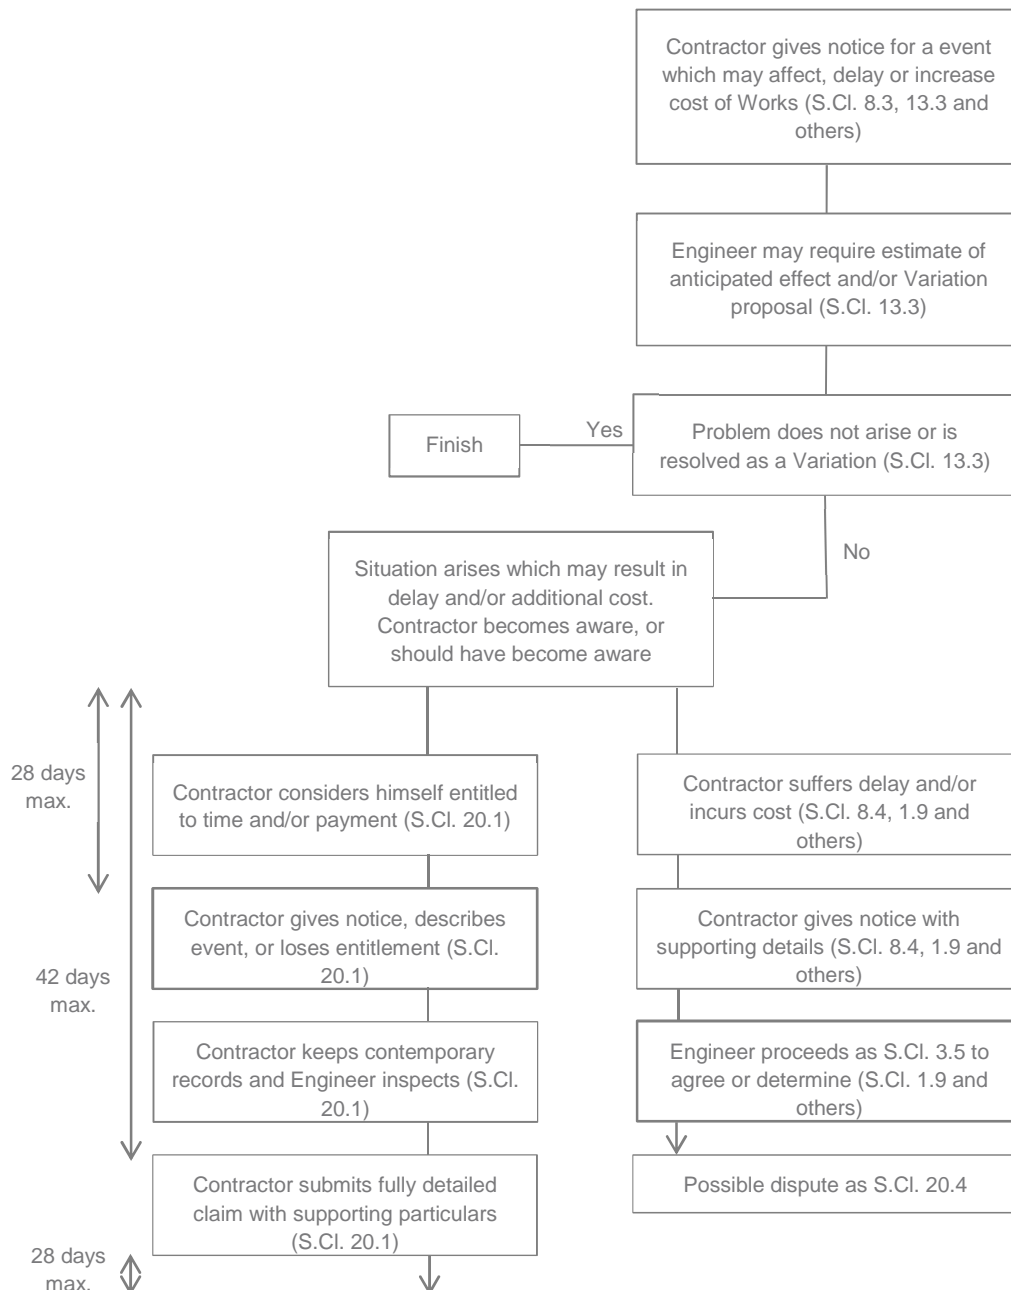 Contractor gives notice for a event
which may affect, delay or increase
cost of Works (S.Cl. 8.3, 13.3 and
others)
Engineer may require estimate of
anticipated effect and/or Variation
proposal (S.Cl. 13.3)
Finish
Yes
Problem does not arise or is
resolved as a Variation (S.Cl. 13.3)
No
Situation arises which may result in
delay and/or additional cost.
Contractor becomes aware, or
should have become aware
28 days
max.
Contractor considers himself entitled
to time and/or payment (S.Cl. 20.1)
Contractor suffers delay and/or
incurs cost (S.Cl. 8.4, 1.9 and
others)
42 days
max.
Contractor gives notice, describes
event, or loses entitlement (S.Cl.
20.1)
Contractor gives notice with
supporting details (S.Cl. 8.4, 1.9 and
others)
Contractor keeps contemporary
records and Engineer inspects (S.Cl.
20.1)
Engineer proceeds as S.Cl. 3.5 to
agree or determine (S.Cl. 1.9 and
others)
Contractor submits fully detailed
claim with supporting particulars
(S.Cl. 20.1)
Possible dispute as S.Cl. 20.4
28 days
max.